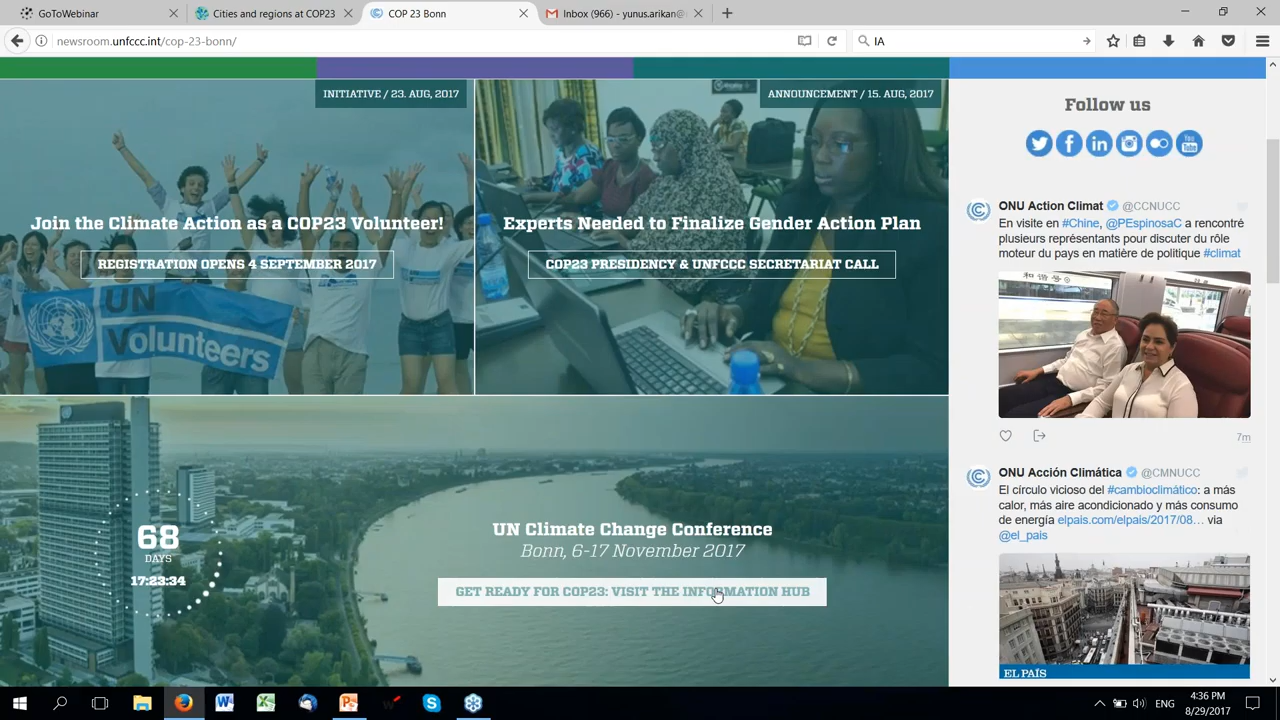 GoToWebinar
Cities and regions at COP23
COP 23 Bonn
Inbox (966) - yunus.arikan@
newsroom.unfccc.int/cop-23-bonn/
IA
INITIATIVE / 23. AUG, 2017
Join the Climate Action as a COP23 Volunteer!
REGISTRATION OPENS 4 SEPTEMBER 2017
UN
Volunteers
ANNOUNCEMENT / 15. AUG, 2017
Experts Needed to Finalize Gender Action Plan
COP23 PRESIDENCY & UNFCCC SECRETARIAT CALL
68
DAYS
17:23:34
UN Climate Change Conference
Bonn, 6-17 November 2017
GET READY FOR COP23: VISIT THE INFORMATION HUB
Follow us
You
Tube
ONU Action Climat @CCNUCC
En visite en #Chine, @PEspinosaC a rencontré
plusieurs représentants pour discuter du rôle
moteur du pays en matière de politique #climat
和谐号
7m
ONU Acción Climática @CMNUCC
El círculo vicioso del #cambioclimático: a más
calor, más aire acondicionado y más consumo
de energía elpais.com/elpais/2017/08… via
@el_pais
EL PAÍS
ENG
4:36 PM
8/29/2017